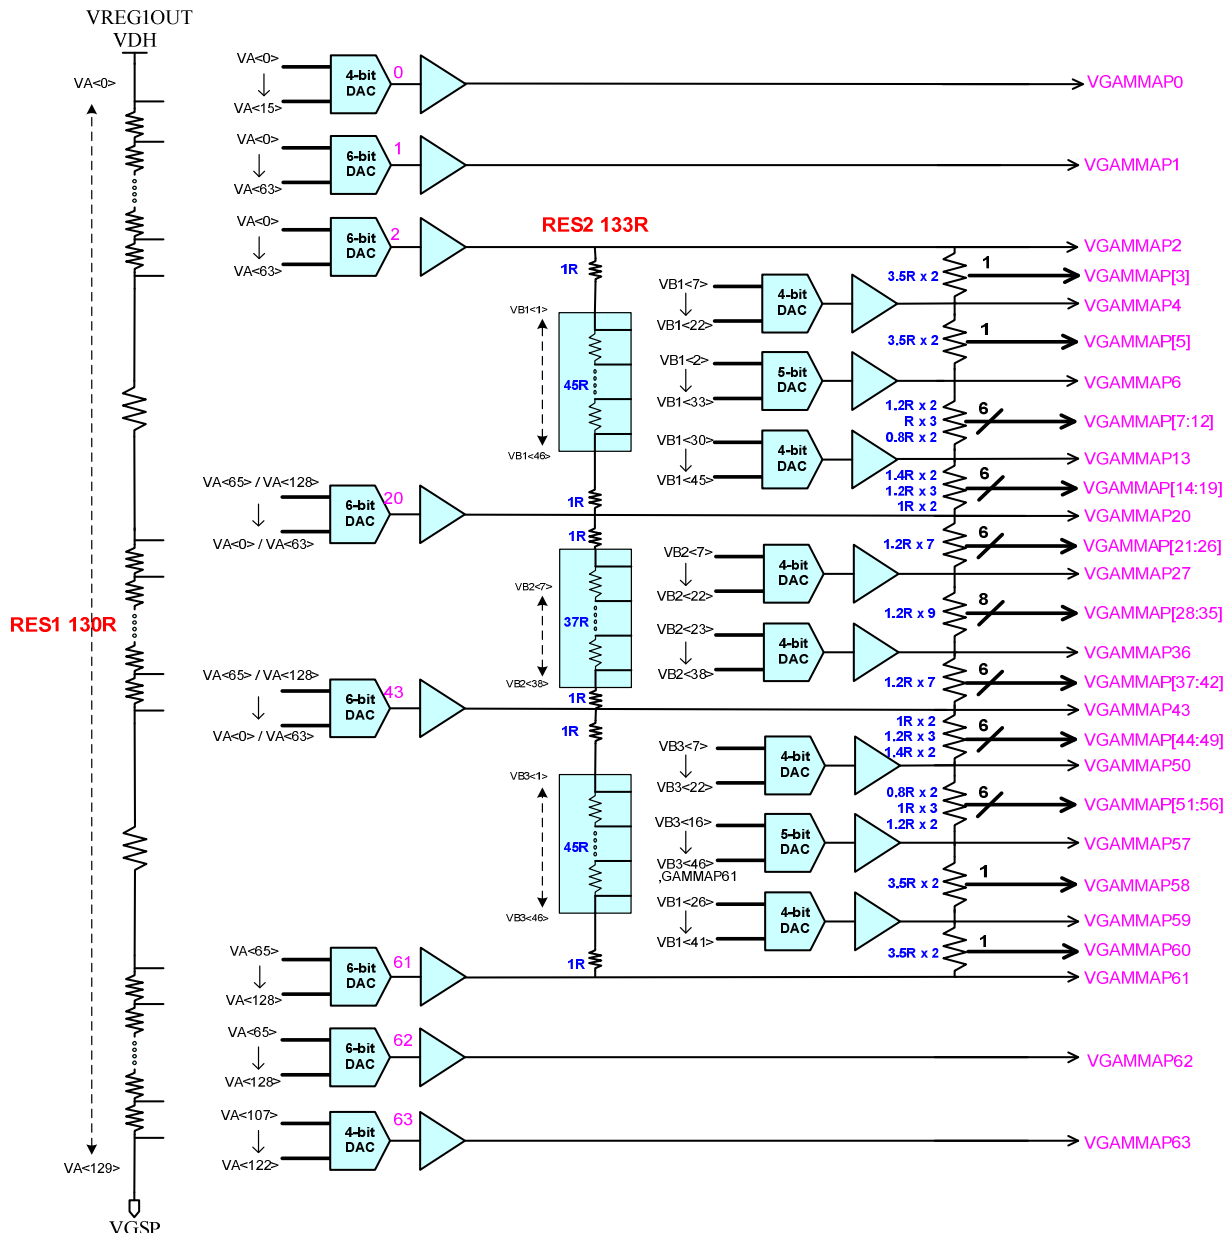 VREG1OUT
VDH
VA<0>
RES1 130R
VA<129>
VGSP
VA<0>
VA<15>
4-bit
DAC
0
VGAMMAP0
VA<0>
VA<63>
6-bit
DAC
1
VGAMMAP1
VA<0>
VA<63>
6-bit
DAC
2
VGAMMAP2
RES2 133R
1R
VB1<1>
45R
VB1<46>
1R
1R
VB2<7>
37R
VB2<38>
1R
1R
VB3<1>
45R
VB3<46>
1R
3.5R x 2
1
VGAMMAP[3]
VB1<7>
VB1<22>
4-bit
DAC
VGAMMAP4
3.5R x 2
1
VGAMMAP[5]
VB1<2>
VB1<33>
5-bit
DAC
VGAMMAP6
1.2R x 2
R x 3
0.8R x 2
6
VGAMMAP[7:12]
VB1<30>
VB1<45>
4-bit
DAC
VGAMMAP13
1.4R x 2
1.2R x 3
1R x 2
6
VGAMMAP[14:19]
VA<65> / VA<128>
VA<0> / VA<63>
6-bit
DAC
20
VGAMMAP20
1.2R x 7
6
VGAMMAP[21:26]
VB2<7>
VB2<22>
4-bit
DAC
VGAMMAP27
1.2R x 9
8
VGAMMAP[28:35]
VB2<23>
VB2<38>
4-bit
DAC
VGAMMAP36
1.2R x 7
6
VGAMMAP[37:42]
VA<65> / VA<128>
VA<0> / VA<63>
6-bit
DAC
43
VGAMMAP43
1R x 2
1.2R x 3
1.4R x 2
6
VGAMMAP[44:49]
VB3<7>
VB3<22>
4-bit
DAC
VGAMMAP50
0.8R x 2
1R x 3
1.2R x 2
6
VGAMMAP[51:56]
VB3<16>
VB3<46>
,GAMMAP61
5-bit
DAC
VGAMMAP57
3.5R x 2
1
VGAMMAP58
VB1<26>
VB1<41>
4-bit
DAC
VGAMMAP59
3.5R x 2
1
VGAMMAP60
VA<65>
VA<128>
6-bit
DAC
61
VGAMMAP61
VA<65>
VA<128>
6-bit
DAC
62
VGAMMAP62
VA<107>
VA<122>
4-bit
DAC
63
VGAMMAP63